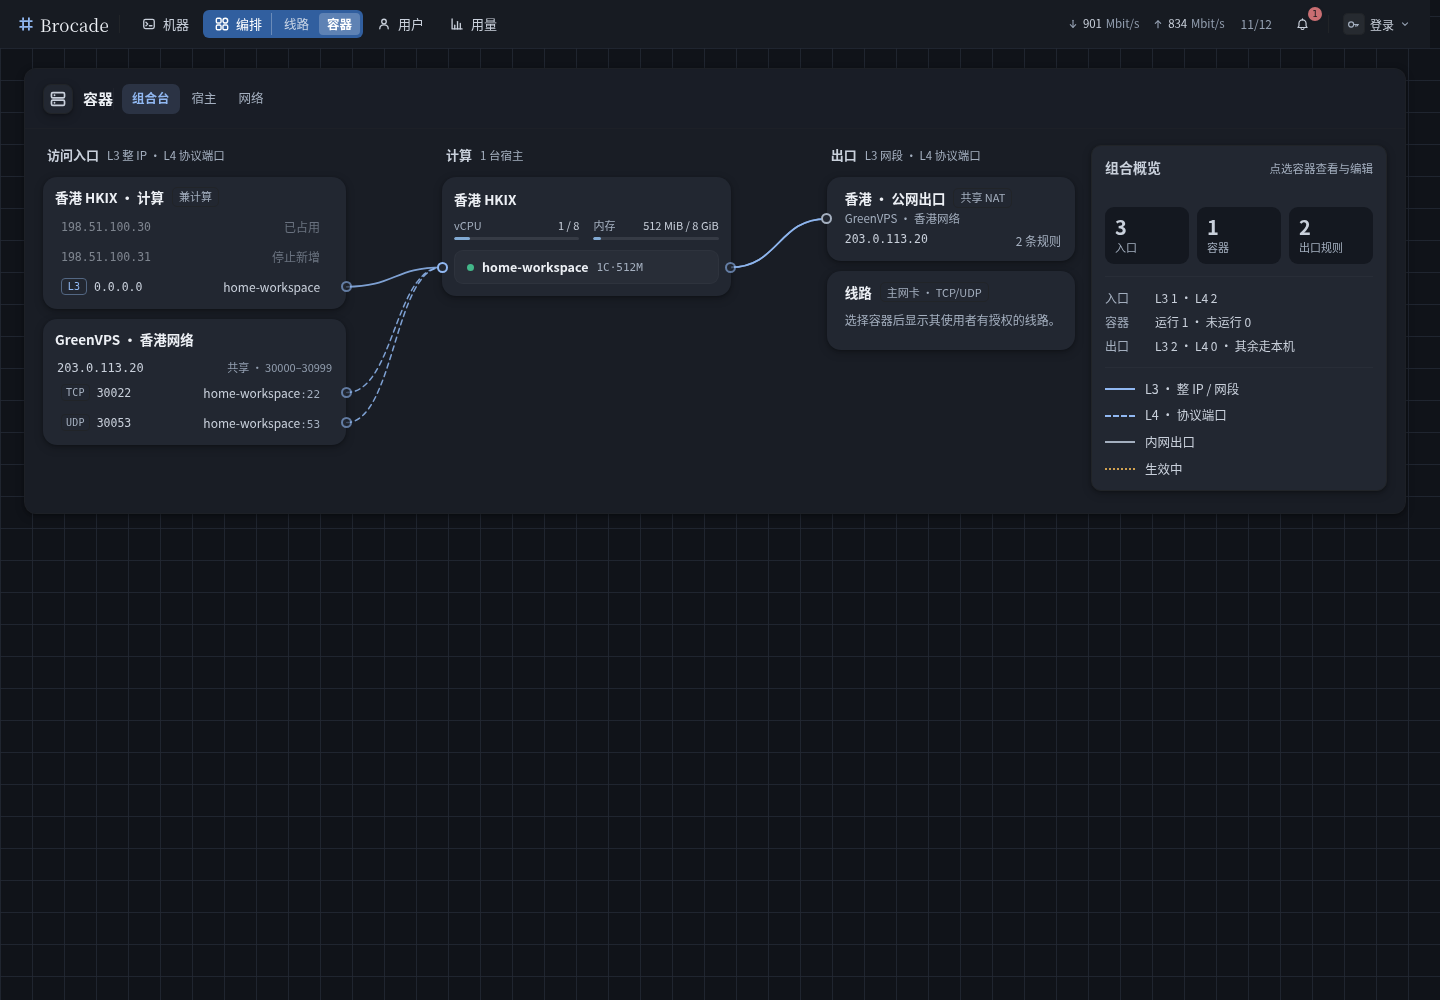 Brocade 机器 编排 线路 容器 用户 用量 ↓ 901 Mbit/s ↑ 834 Mbit/s 11/12 1 登录
容器 组合台 宿主 网络
访问入口 L3 整 IP · L4 协议端口
香港 HKIX · 计算 兼计算
198.51.100.30 已占用
198.51.100.31 停止新增
L3 0.0.0.0 home-workspace
GreenVPS · 香港网络
203.0.113.20 共享 · 30000–30999
TCP 30022 home-workspace:22
UDP 30053 home-workspace:53
计算 1 台宿主
香港 HKIX
vCPU 1 / 8 内存 512 MiB / 8 GiB
home-workspace 1C·512M
出口 L3 网段 · L4 协议端口
香港 · 公网出口 共享 NAT
GreenVPS · 香港网络
203.0.113.20 2 条规则
线路 主网卡 · TCP/UDP
选择容器后显示其使用者有授权的线路。
组合概览 点选容器查看与编辑
3 1 2
入口 容器 出口规则
入口 L3 1 · L4 2
容器 运行 1 · 未运行 0
出口 L3 2 · L4 0 · 其余走本机
L3 · 整 IP / 网段
L4 · 协议端口
内网出口
生效中